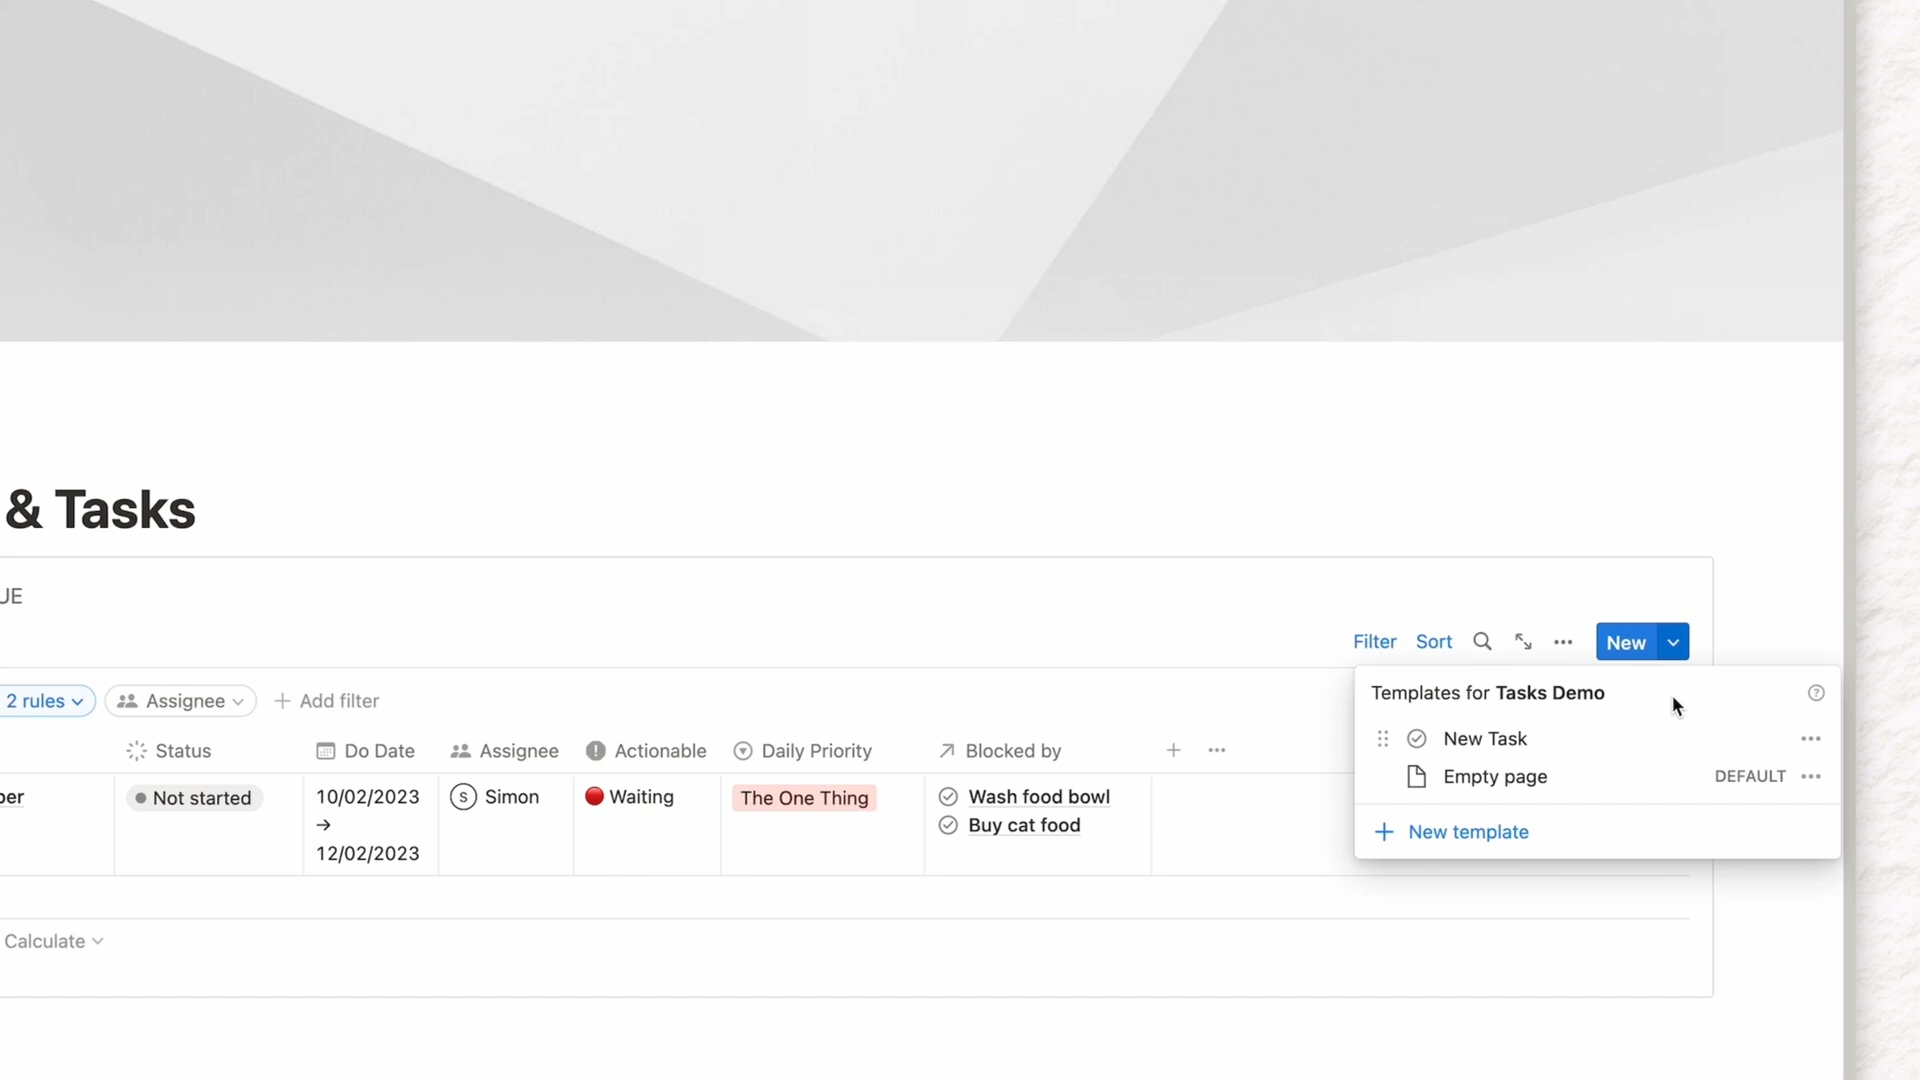 & Tasks
UE
Filter Sort New
2 rules Assignee Add filter
Templates for Tasks Demo
New Task
Empty page DEFAULT
New template
Status Do Date Assignee Actionable Daily Priority Blocked by
ber Not started 10/02/2023 → 12/02/2023 S Simon Waiting The One Thing Wash food bowl
Buy cat food
Calculate